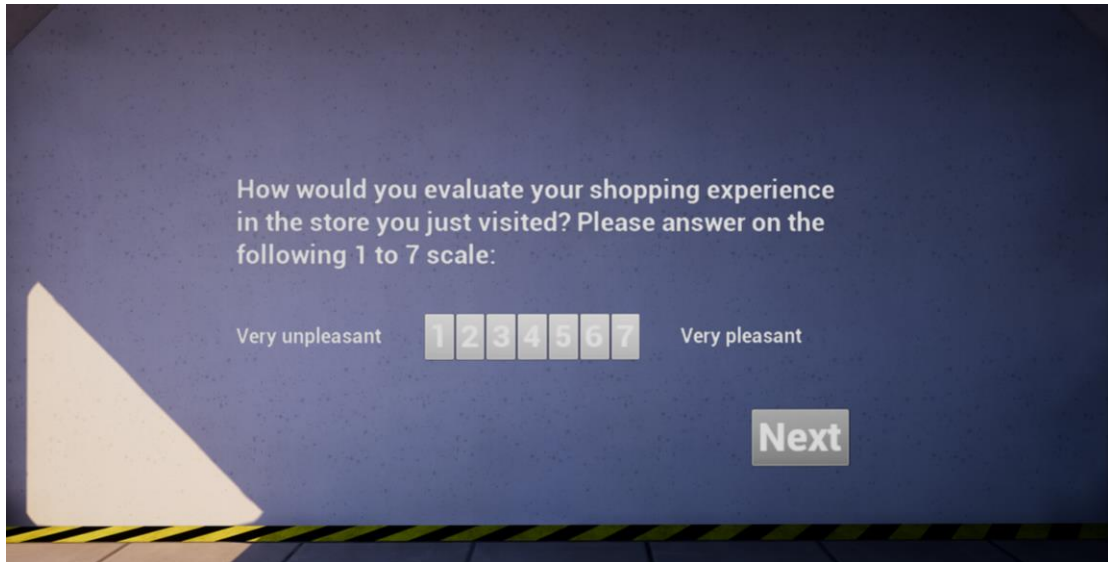 How would you evaluate your shopping experience
in the store you just visited? Please answer on the
following 1 to 7 scale:
Very unpleasant 1 2 3 4 5 6 7 Very pleasant
Next